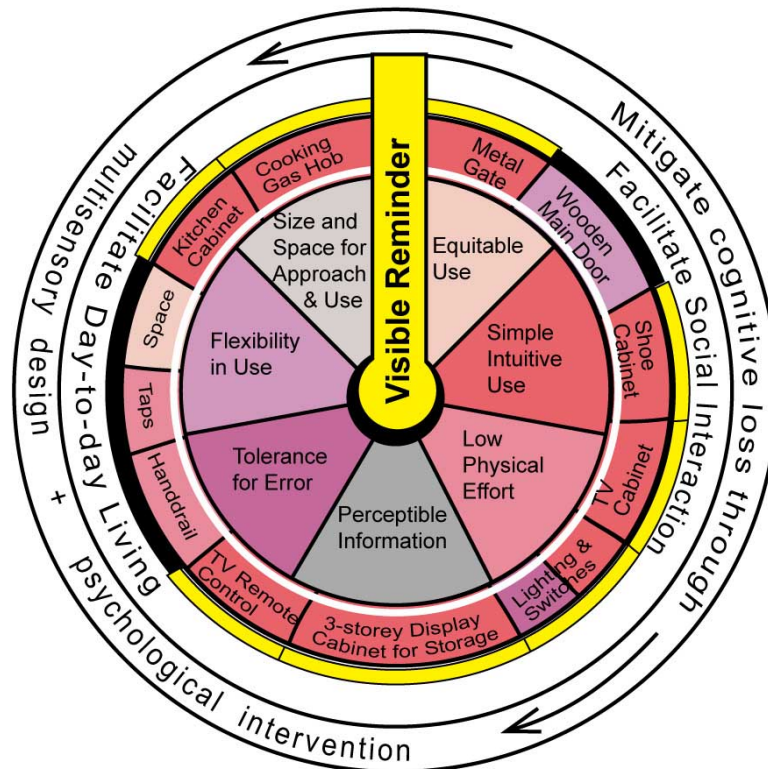 Mitigate cognitive loss through
multisensory design + psychological intervention
Facilitate Social Interaction
Facilitate Day-to-day Living
Visible Reminder
Metal
Gate
Wooden
Main Door
Shoe
Cabinet
TV
Cabinet
Lighting &
Switches
3-storey Display
Cabinet for Storage
TV Remote
Control
Handdrail
Taps
Space
Kitchen
Cabinet
Cooking
Gas Hob
Equitable
Use
Simple
Intuitive
Use
Low
Physical
Effort
Perceptible
Information
Tolerance
for Error
Flexibility
in Use
Size and
Space for
Approach
& Use